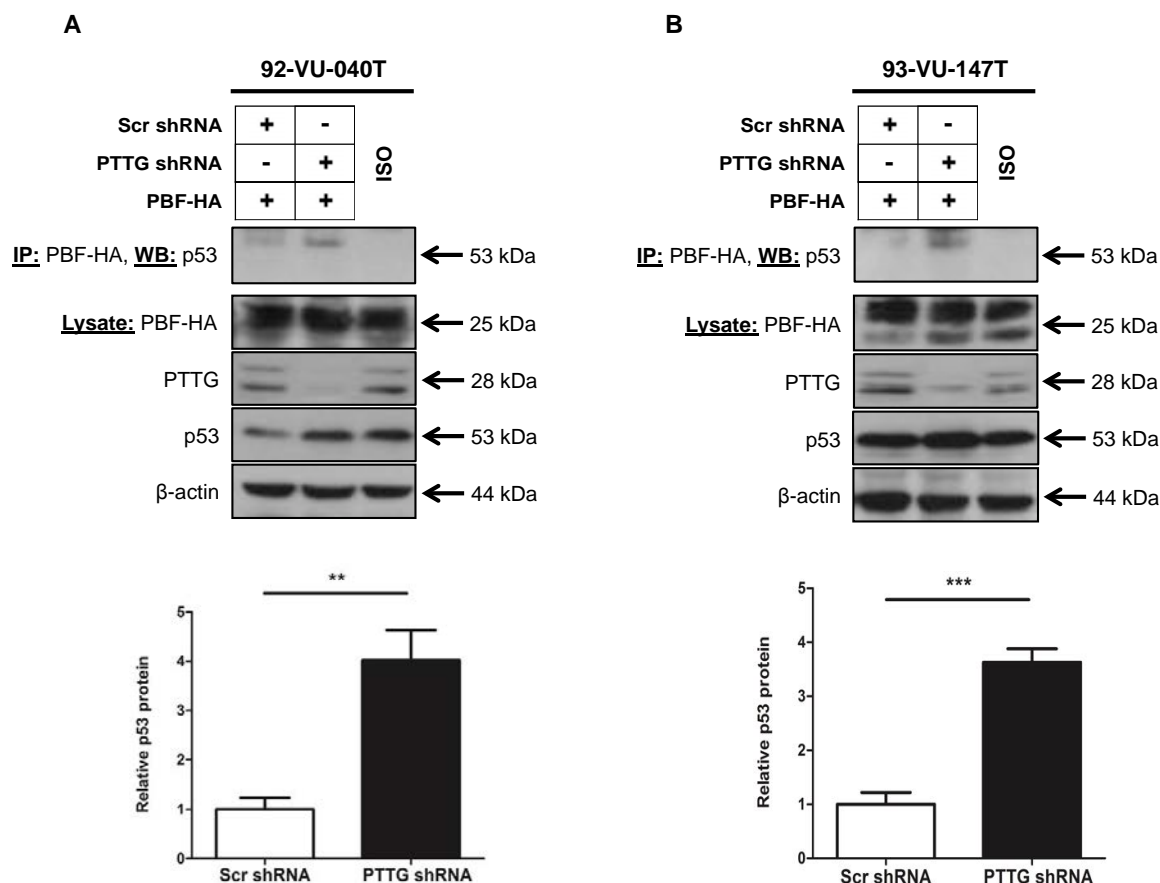 A
92-VU-040T
Scr shRNA + -
PTTG shRNA - + ISO
PBF-HA + +
IP: PBF-HA, WB: p53 53 kDa
Lysate: PBF-HA 25 kDa
PTTG 28 kDa
p53 53 kDa
β-actin 44 kDa
**
Relative p53 protein
5
4
3
2
1
0
Scr shRNA PTTG shRNA
B
93-VU-147T
Scr shRNA + -
PTTG shRNA - + ISO
PBF-HA + +
IP: PBF-HA, WB: p53 53 kDa
Lysate: PBF-HA 25 kDa
PTTG 28 kDa
p53 53 kDa
β-actin 44 kDa
***
Relative p53 protein
5
4
3
2
1
0
Scr shRNA PTTG shRNA